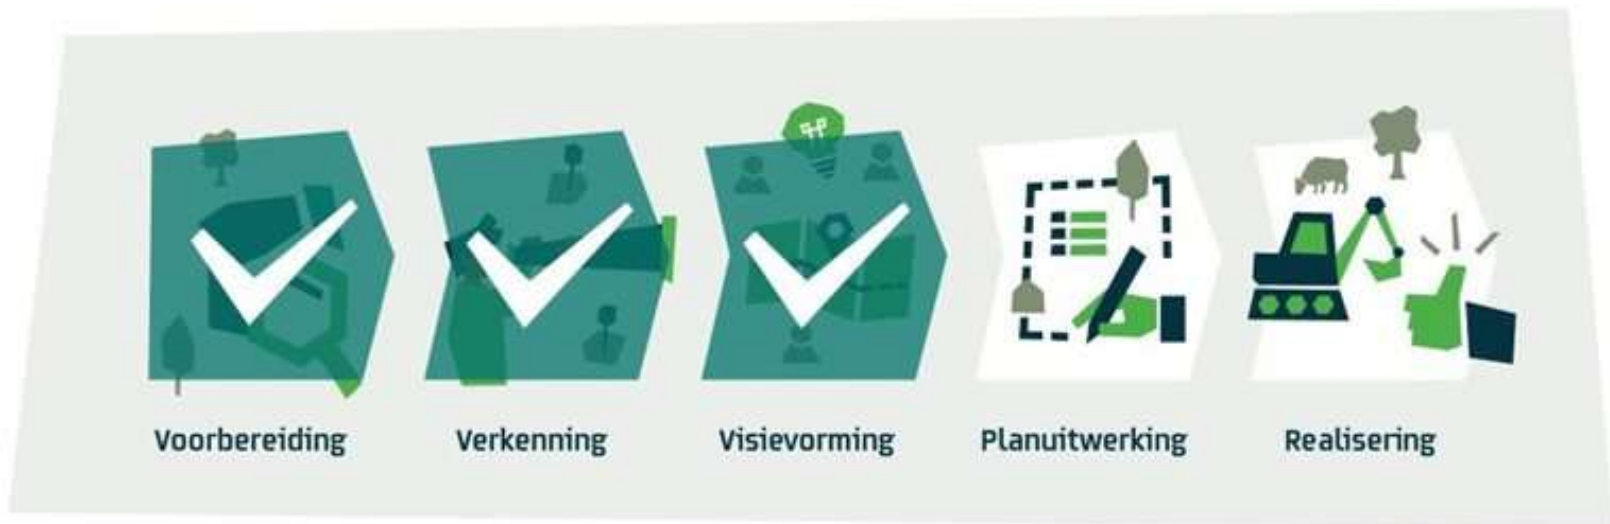 Voorbereiding
Verkenning
Visievorming
Planuitwerking
Realisering